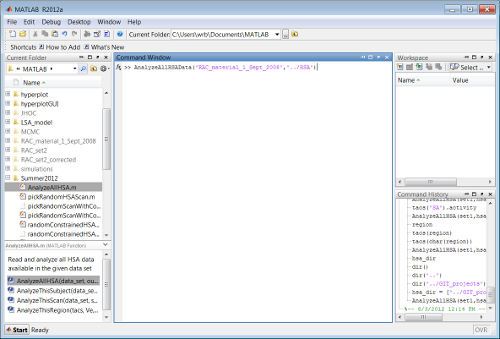 MATLAB R2012a
File Edit Debug Desktop Window Help
Current Folder: C:\Users\wrb\Documents\MATLAB
Shortcuts How to Add What's New
Current Folder
« MATLAB »
Name
hyperplot
hyperplotGUI
JHOC
LSA_model
MCMC
RAC_material_1_Sept_2008
RAC_set2
RAC_set2_corrected
simulations
Summer2012
AnalyzeAllHSA.m
pickRandomHSAScan.m
pickRandomScanWithCo...
pickRandomScanWithCo...
randomConstrainedHSA...
randomConstrainedHSA...
AnalyzeAllHSA.m (MATLAB Function)
Read and analyze all HSA data
available in the given data set
AnalyzeAllHSA(data_set, ou...
AnalyzeThisSubject(data_se...
AnalyzeThisScan(data_set, s...
AnalyzeThisRegion(tacs, Ve...
Command Window
fx >> AnalyzeAllHSAData('RAC_material_1_Sept_2008','../HSA')
Workspace
Select ...
Name Value
Command History
AnalyzeAllHSA(set1,hsa
tacs("SA").activity
AnalyzeAllHSA(set1,hsa
region
tacs(region)
tacs(char(region))
AnalyzeAllHSA(set1,hsa
hsa_dir
dir()
dir('..')
dir('../GIT_projects')
hsa_dir = ['../GIT_proj
AnalyzeAllHSA(set1,hsa
%-- 8/3/2012 12:16 PM --
Start Ready
OVR